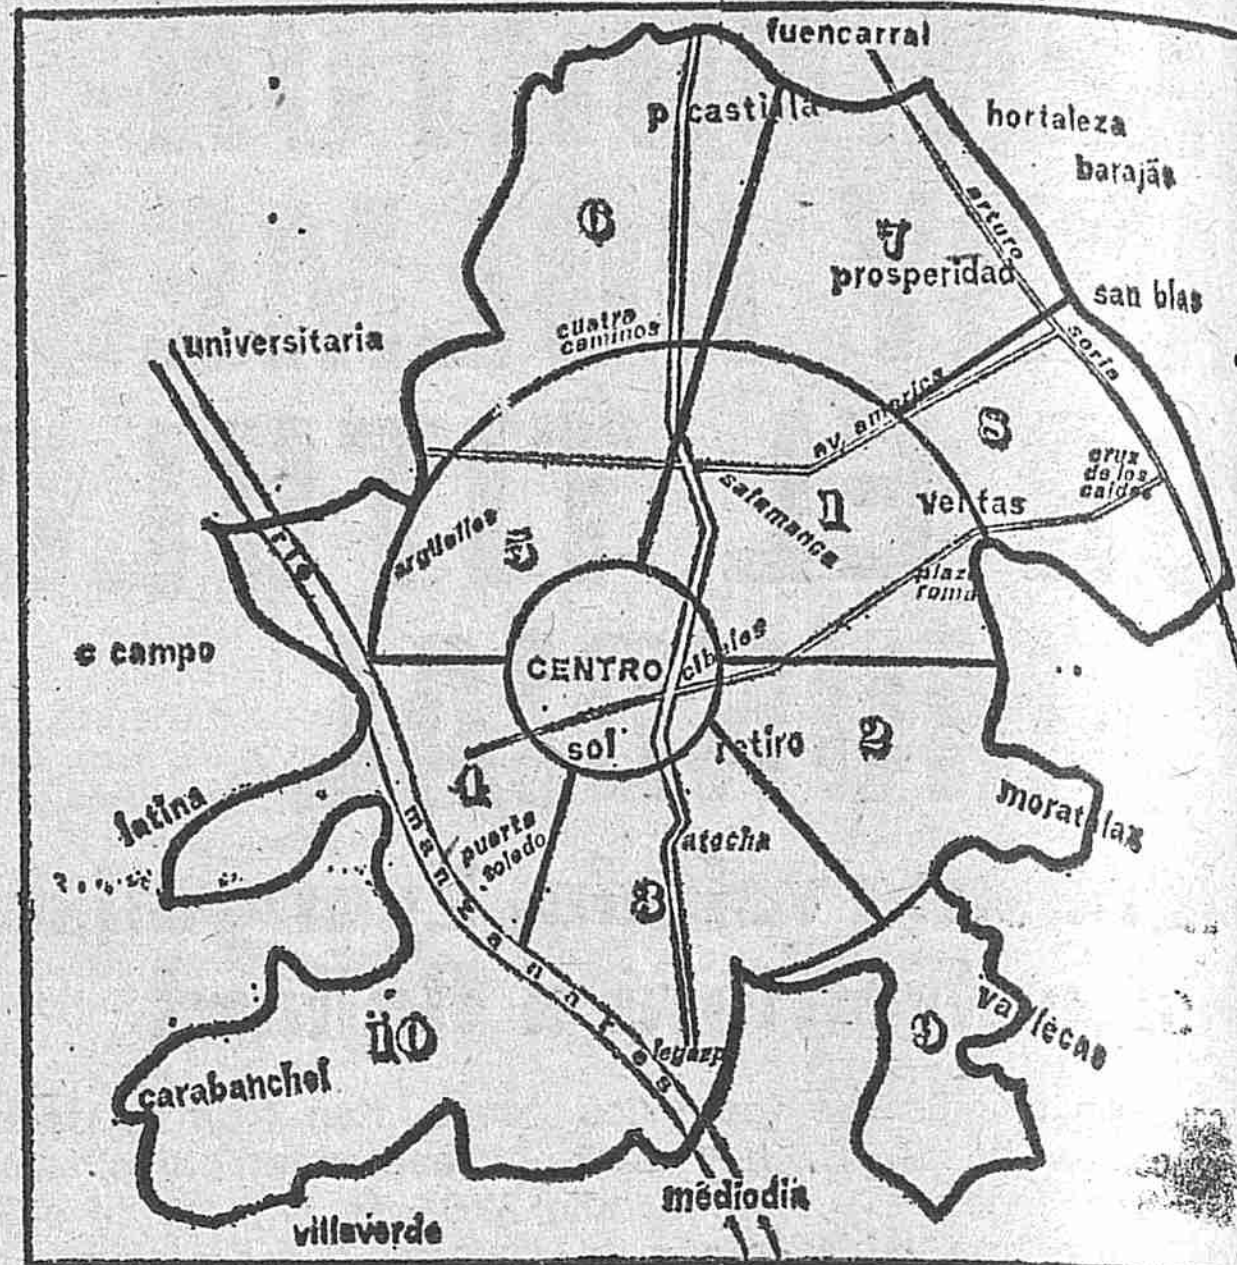 fuencarral
p castilla
hortaleza
barajas
6
7
arturo
prosperidad
san blas
universitaria
cuatro
caminos
soria
av. america
8
cruz
de los
caidos
salamanca
1
ventas
argüelles
5
rio
plaza
roma
c campo
CENTRO
cibeles
sol
retiro
2
4
latina
moratalaz
puerta
toledo
atocha
3
manzanares
vallecas
10
9
legazpi
carabanchel
mediodia
villaverde